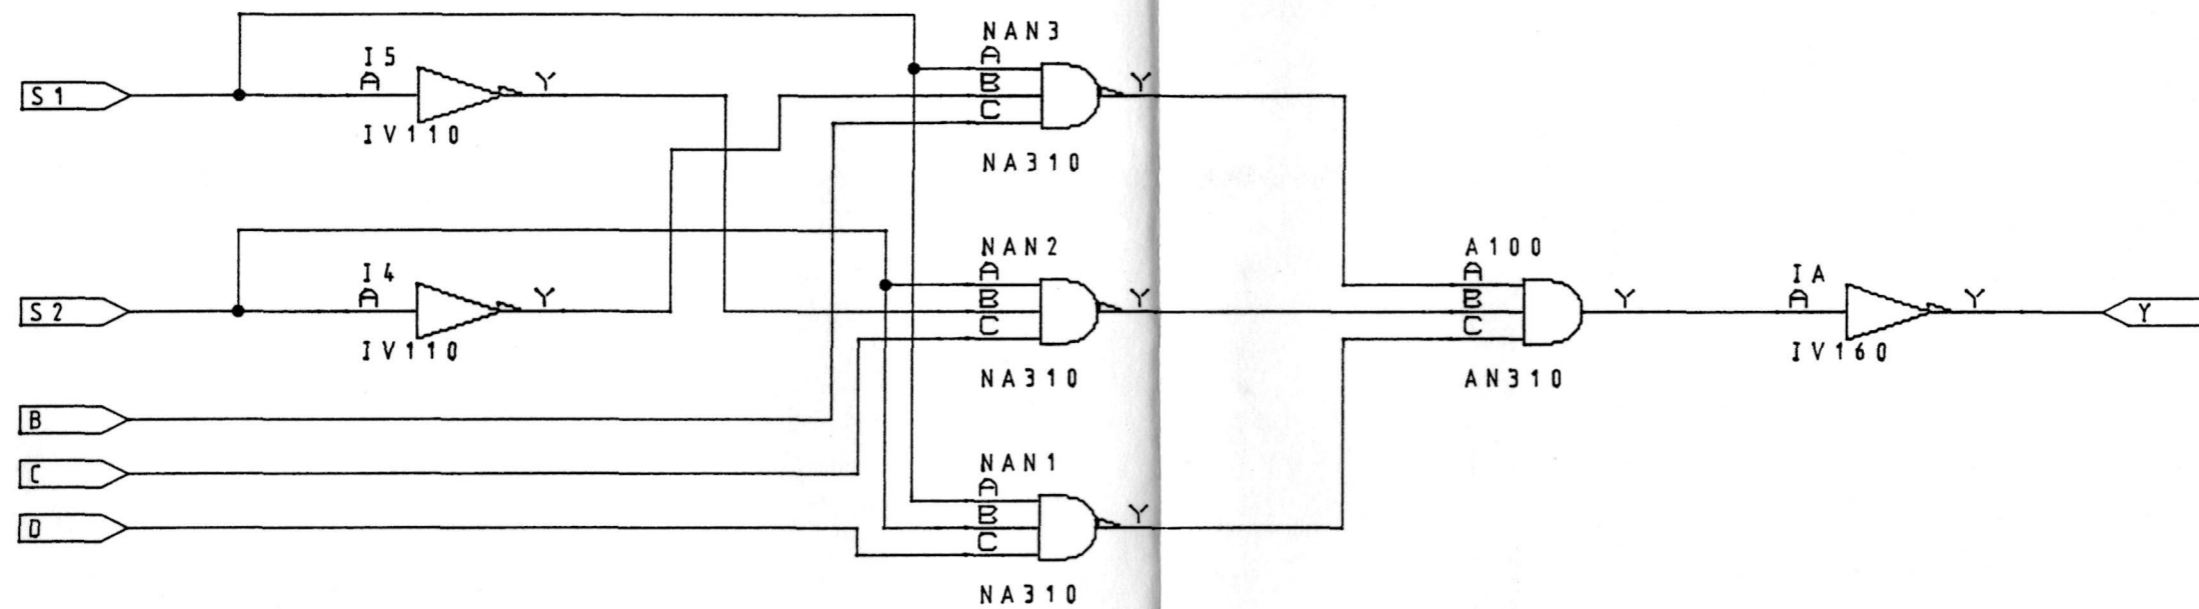 NAN3
I5 A Y A Y
B
S1 C
IV110
NA310
NAN2 A100
I4 A Y A Y A Y IA A Y
B B
S2 C C Y
IV110 IV160
NA310 AN310
B
NAN1
C A
B Y
D C
NA310